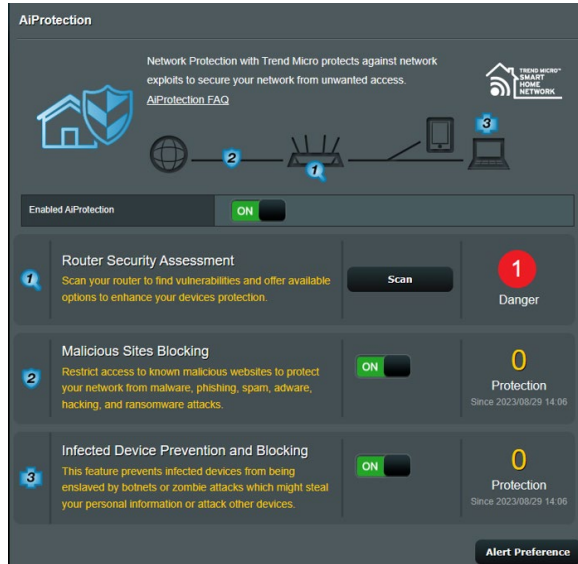 AiProtection
Network Protection with Trend Micro protects against network
exploits to secure your network from unwanted access.
AiProtection FAQ
TREND MICRO™
SMART
HOME
NETWORK
3
2
1
Enabled AiProtection
ON
1
Router Security Assessment
Scan your router to find vulnerabilities and offer available
options to enhance your devices protection.
Scan
1
Danger
2
Malicious Sites Blocking
Restrict access to known malicious websites to protect
your network from malware, phishing, spam, adware,
hacking, and ransomware attacks.
ON
0
Protection
Since 2023/08/29 14:06
3
Infected Device Prevention and Blocking
This feature prevents infected devices from being
enslaved by botnets or zombie attacks which might steal
your personal information or attack other devices.
ON
0
Protection
Since 2023/08/29 14:06
Alert Preference